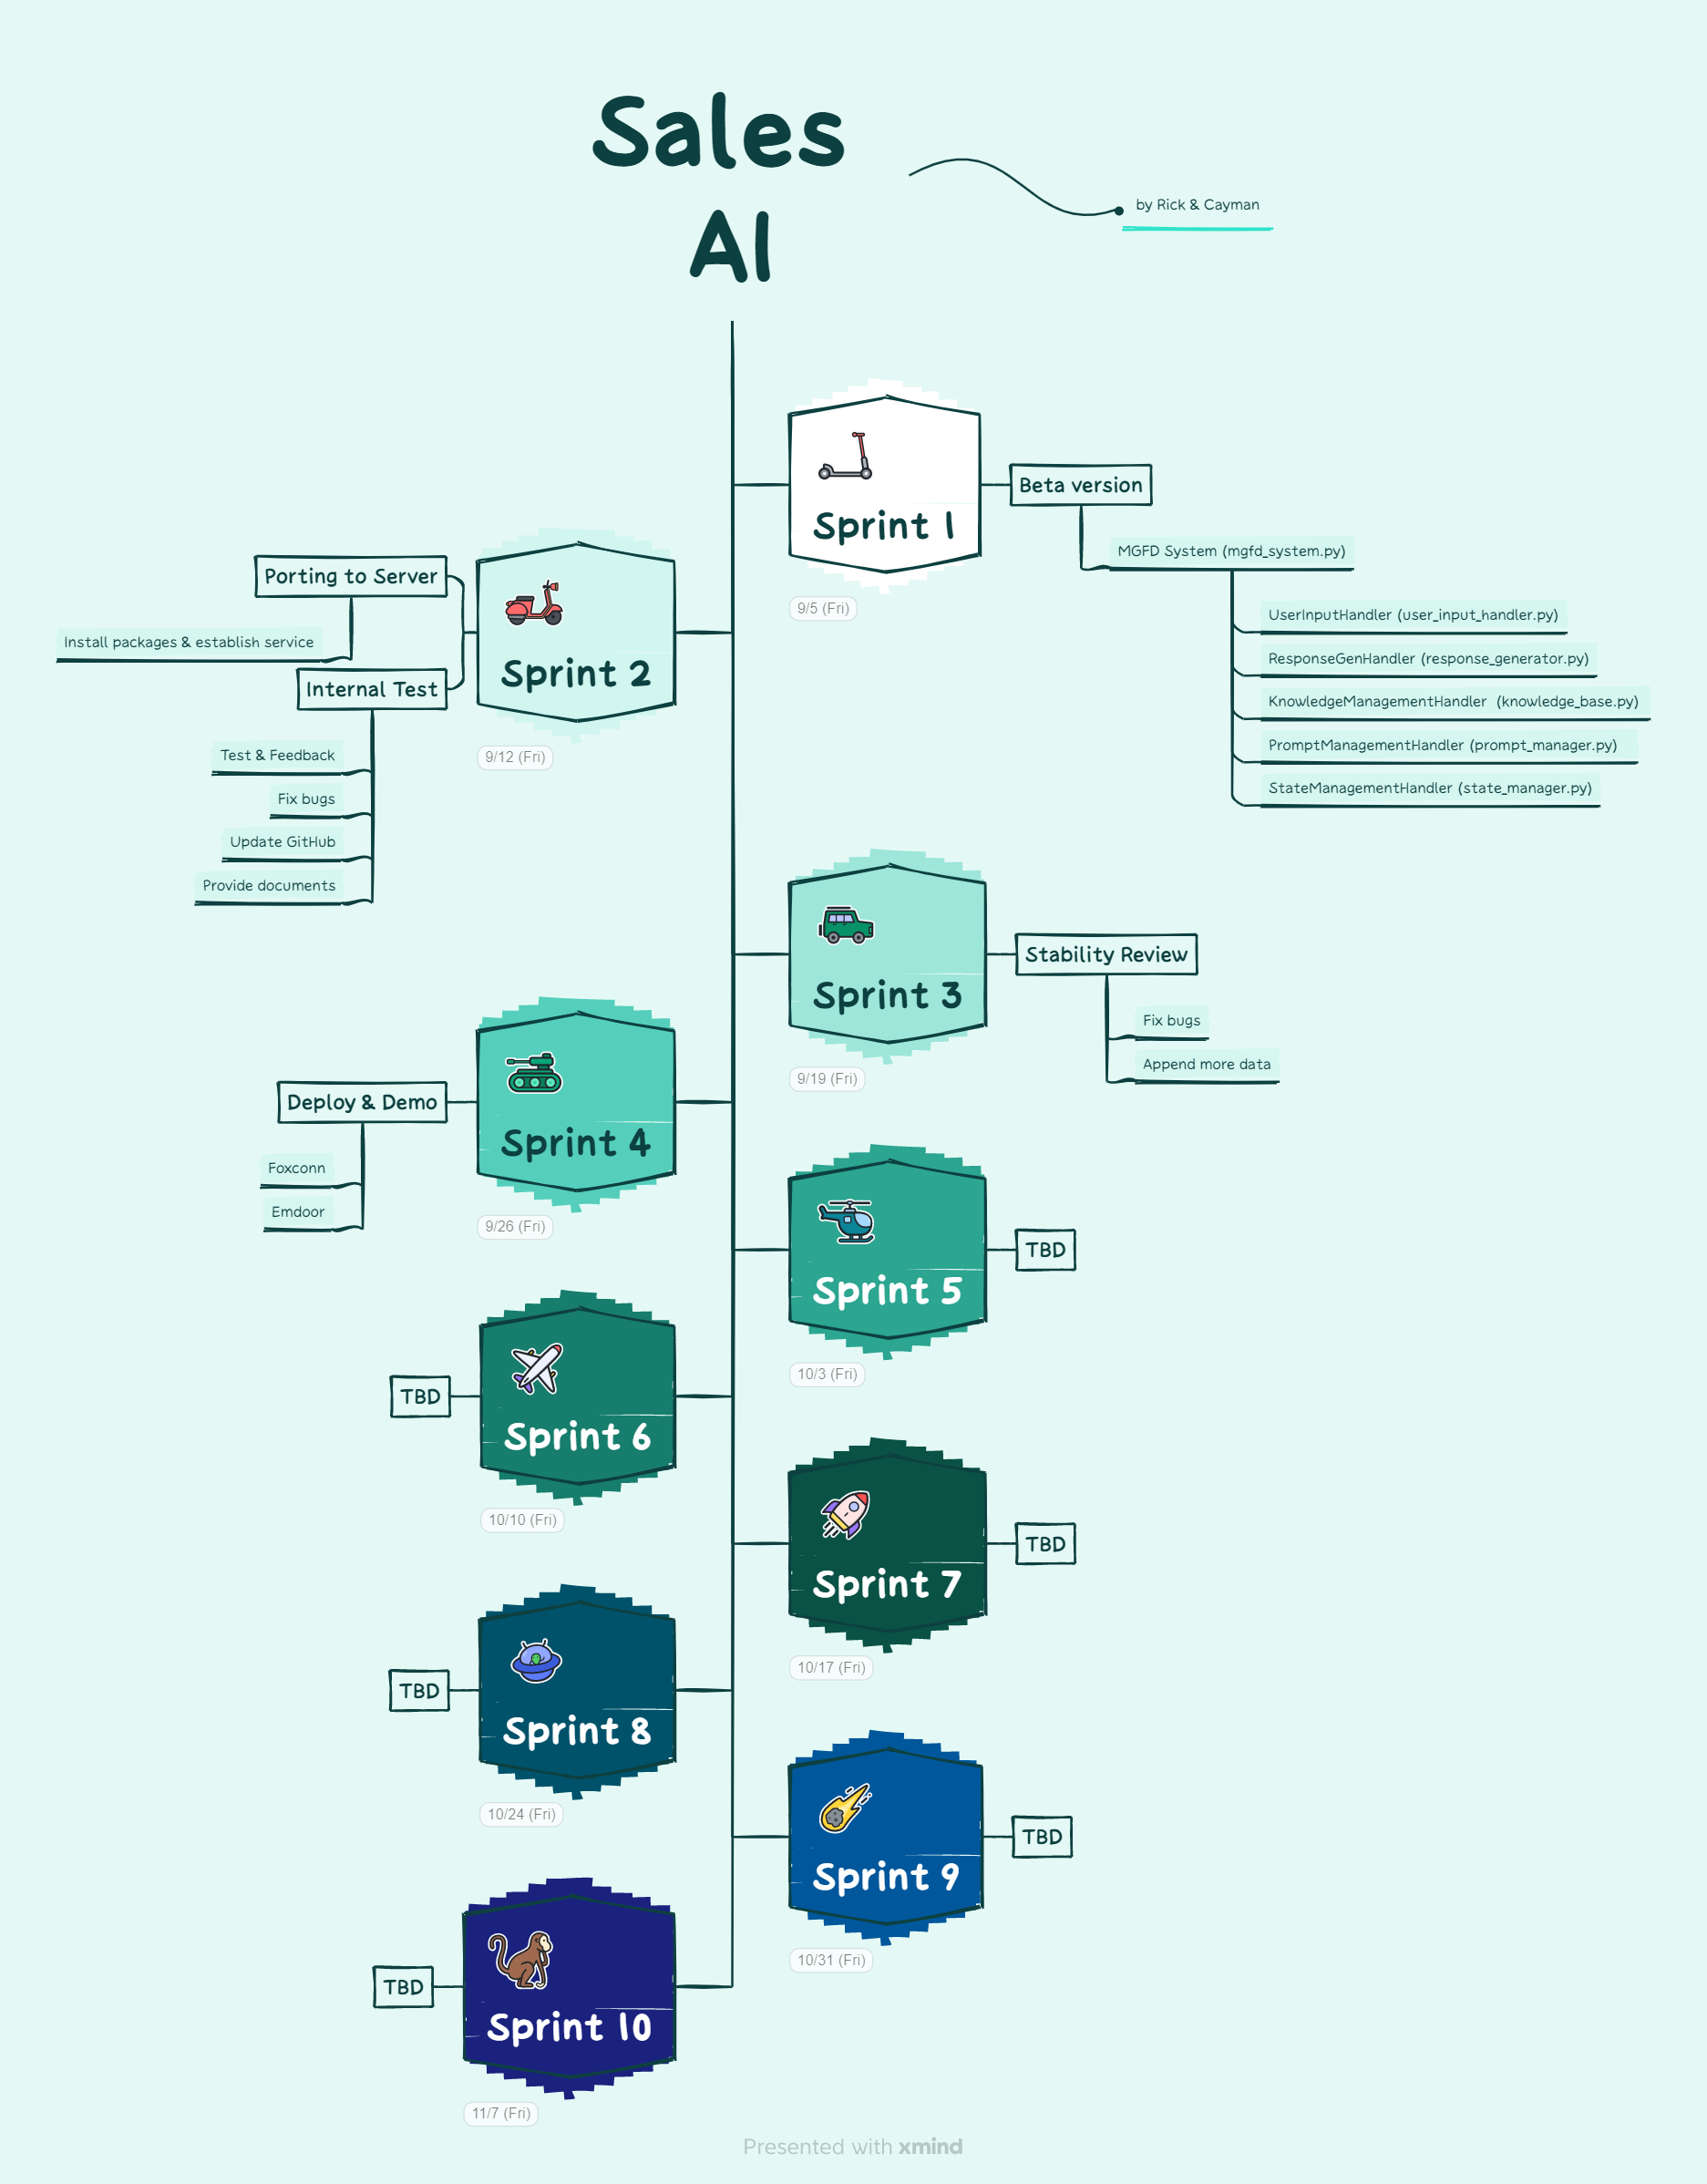 Sales
AI
by Rick & Cayman
Sprint 1
9/5 (Fri)
Beta version
MGFD System (mgfd_system.py)
UserInputHandler (user_input_handler.py)
ResponseGenHandler (response_generator.py)
KnowledgeManagementHandler  (knowledge_base.py)
PromptManagementHandler (prompt_manager.py)
StateManagementHandler (state_manager.py)
Sprint 2
9/12 (Fri)
Porting to Server
Install packages & establish service
Internal Test
Test & Feedback
Fix bugs
Update GitHub
Provide documents
Sprint 3
9/19 (Fri)
Stability Review
Fix bugs
Append more data
Sprint 4
9/26 (Fri)
Deploy & Demo
Foxconn
Emdoor
Sprint 5
10/3 (Fri)
TBD
Sprint 6
10/10 (Fri)
TBD
Sprint 7
10/17 (Fri)
TBD
Sprint 8
10/24 (Fri)
TBD
Sprint 9
10/31 (Fri)
TBD
Sprint 10
11/7 (Fri)
TBD
Presented with xmind